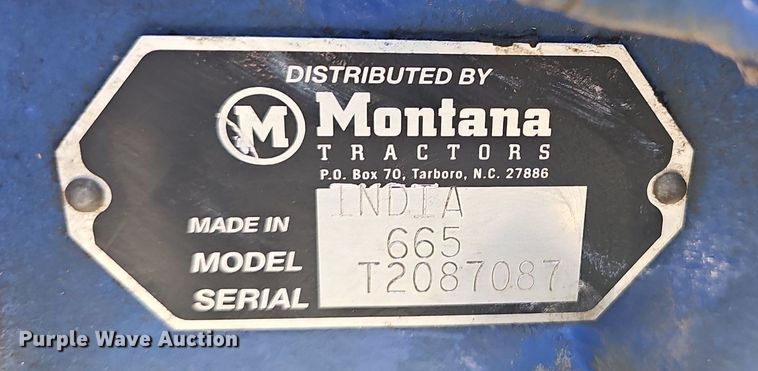 DISTRIBUTED BY
M Montana
TRACTORS
P.O. Box 70, Tarboro, N.C. 27886
MADE IN INDIA
MODEL 665
SERIAL T2087087
Purple Wave Auction